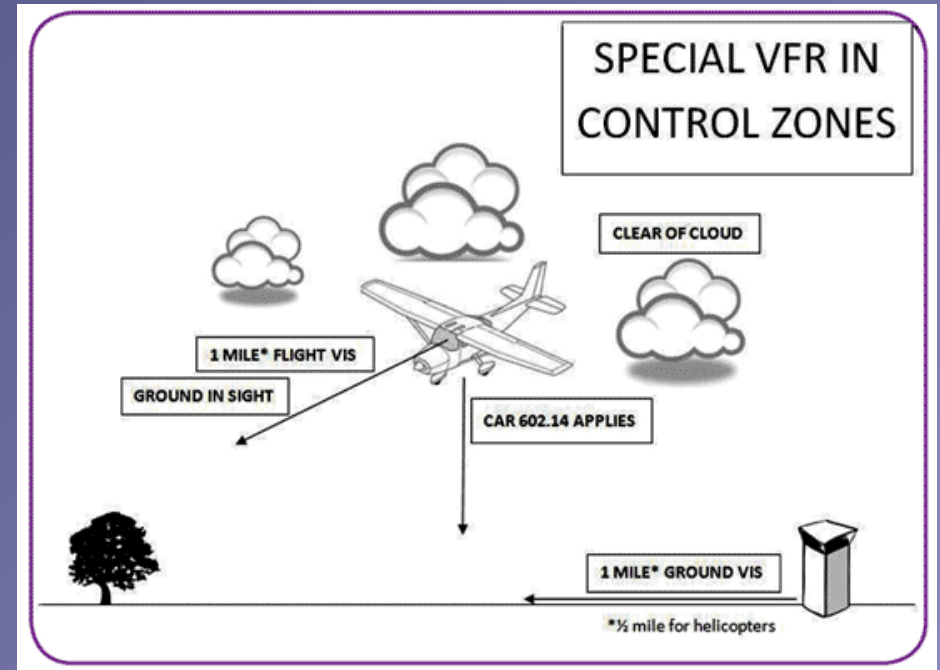 SPECIAL VFR IN
CONTROL ZONES
CLEAR OF CLOUD
1 MILE* FLIGHT VIS
GROUND IN SIGHT
CAR 602.14 APPLIES
1 MILE* GROUND VIS
*½ mile for helicopters